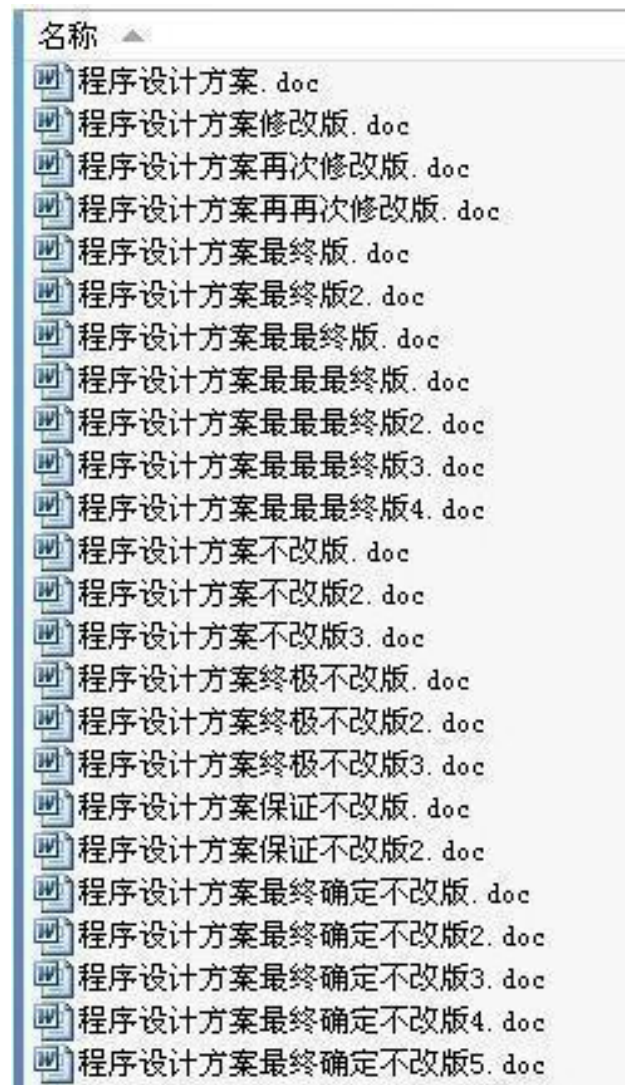 名称
程序设计方案.doc
程序设计方案修改版.doc
程序设计方案再次修改版.doc
程序设计方案再再次修改版.doc
程序设计方案最终版.doc
程序设计方案最终版2.doc
程序设计方案最最终版.doc
程序设计方案最最最终版.doc
程序设计方案最最最终版2.doc
程序设计方案最最最终版3.doc
程序设计方案最最最终版4.doc
程序设计方案不改版.doc
程序设计方案不改版2.doc
程序设计方案不改版3.doc
程序设计方案终极不改版.doc
程序设计方案终极不改版2.doc
程序设计方案终极不改版3.doc
程序设计方案保证不改版.doc
程序设计方案保证不改版2.doc
程序设计方案最终确定不改版.doc
程序设计方案最终确定不改版2.doc
程序设计方案最终确定不改版3.doc
程序设计方案最终确定不改版4.doc
程序设计方案最终确定不改版5.doc